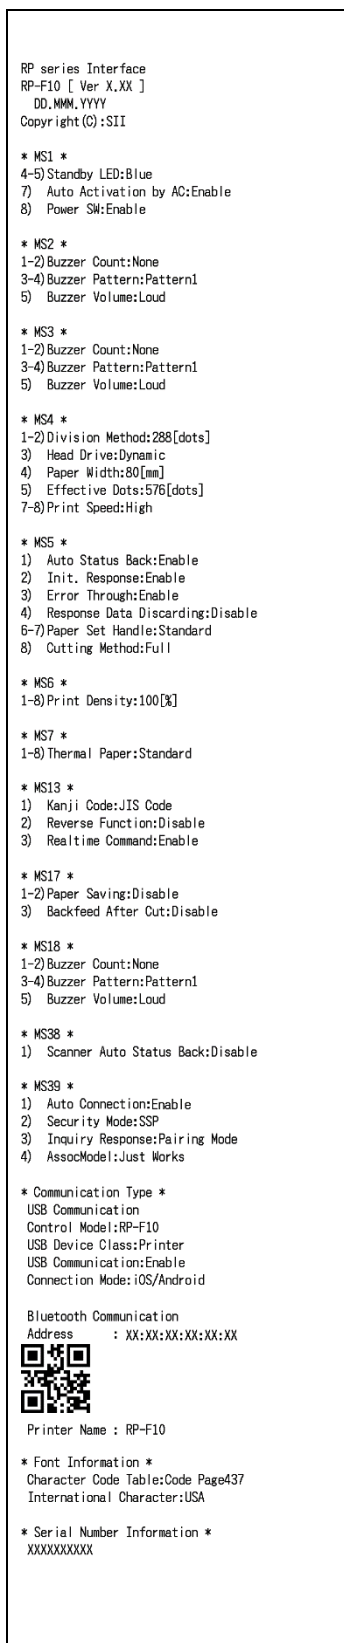 RP series Interface
RP-F10 [ Ver X.XX ]
DD.MMM.YYYY
Copyright(C):SII
* MS1 *
4-5)Standby LED:Blue
7) Auto Activation by AC:Enable
8) Power SW:Enable
* MS2 *
1-2)Buzzer Count:None
3-4)Buzzer Pattern:Pattern1
5) Buzzer Volume:Loud
* MS3 *
1-2)Buzzer Count:None
3-4)Buzzer Pattern:Pattern1
5) Buzzer Volume:Loud
* MS4 *
1-2)Division Method:288[dots]
3) Head Drive:Dynamic
4) Paper Width:80[mm]
5) Effective Dots:576[dots]
7-8)Print Speed:High
* MS5 *
1) Auto Status Back:Enable
2) Init. Response:Enable
3) Error Through:Enable
4) Response Data Discarding:Disable
6-7)Paper Set Handle:Standard
8) Cutting Method:Full
* MS6 *
1-8)Print Density:100[%]
* MS7 *
1-8)Thermal Paper:Standard
* MS13 *
1) Kanji Code:JIS Code
2) Reverse Function:Disable
3) Realtime Command:Enable
* MS17 *
1-2)Paper Saving:Disable
3) Backfeed After Cut:Disable
* MS18 *
1-2)Buzzer Count:None
3-4)Buzzer Pattern:Pattern1
5) Buzzer Volume:Loud
* MS38 *
1) Scanner Auto Status Back:Disable
* MS39 *
1) Auto Connection:Enable
2) Security Mode:SSP
3) Inquiry Response:Pairing Mode
4) AssocModel:Just Works
* Communication Type *
USB Communication
Control Model:RP-F10
USB Device Class:Printer
USB Communication:Enable
Connection Mode:iOS/Android
Bluetooth Communication
Address : XX:XX:XX:XX:XX:XX
Printer Name : RP-F10
* Font Information *
Character Code Table:Code Page437
International Character:USA
* Serial Number Information *
XXXXXXXXXX